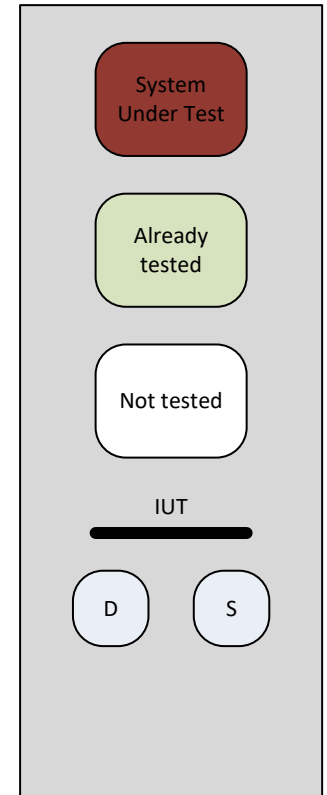 System
Under Test
Already
tested
Not tested
IUT
D
S